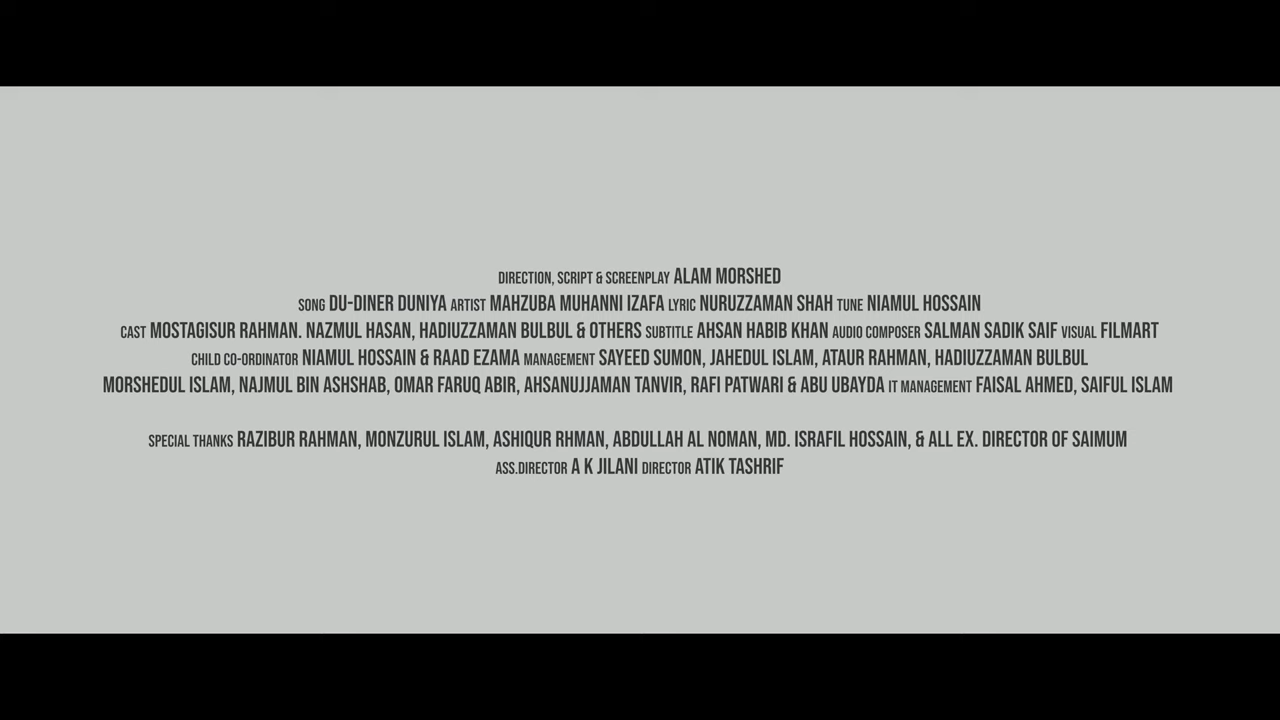 DIRECTION, SCRIPT & SCREENPLAY ALAM MORSHED
SONG DU-DINER DUNIYA ARTIST MAHZUBA MUHANNI IZAFA LYRIC NURUZZAMAN SHAH TUNE NIAMUL HOSSAIN
CAST MOSTAGISUR RAHMAN. NAZMUL HASAN, HADIUZZAMAN BULBUL & OTHERS SUBTITLE AHSAN HABIB KHAN AUDIO COMPOSER SALMAN SADIK SAIF VISUAL FILMART
CHILD CO-ORDINATOR NIAMUL HOSSAIN & RAAD EZAMA MANAGEMENT SAYEED SUMON, JAHEDUL ISLAM, ATAUR RAHMAN, HADIUZZAMAN BULBUL
MORSHEDUL ISLAM, NAJMUL BIN ASHSHAB, OMAR FARUQ ABIR, AHSANUJJAMAN TANVIR, RAFI PATWARI & ABU UBAYDA IT MANAGEMENT FAISAL AHMED, SAIFUL ISLAM
SPECIAL THANKS RAZIBUR RAHMAN, MONZURUL ISLAM, ASHIQUR RHMAN, ABDULLAH AL NOMAN, MD. ISRAFIL HOSSAIN, & ALL EX. DIRECTOR OF SAIMUM
ASS.DIRECTOR A K JILANI DIRECTOR ATIK TASHRIF